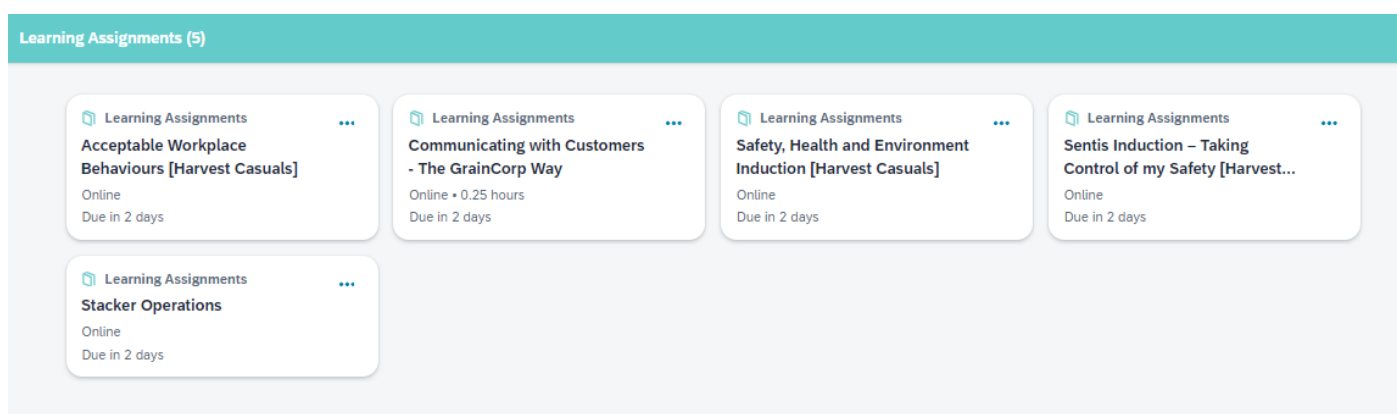 Learning Assignments (5)
Learning Assignments
Acceptable Workplace
Behaviours [Harvest Casuals]
Online
Due in 2 days
Learning Assignments
Communicating with Customers
- The GrainCorp Way
Online • 0.25 hours
Due in 2 days
Learning Assignments
Safety, Health and Environment
Induction [Harvest Casuals]
Online
Due in 2 days
Learning Assignments
Sentis Induction – Taking
Control of my Safety [Harvest...
Online
Due in 2 days
Learning Assignments
Stacker Operations
Online
Due in 2 days